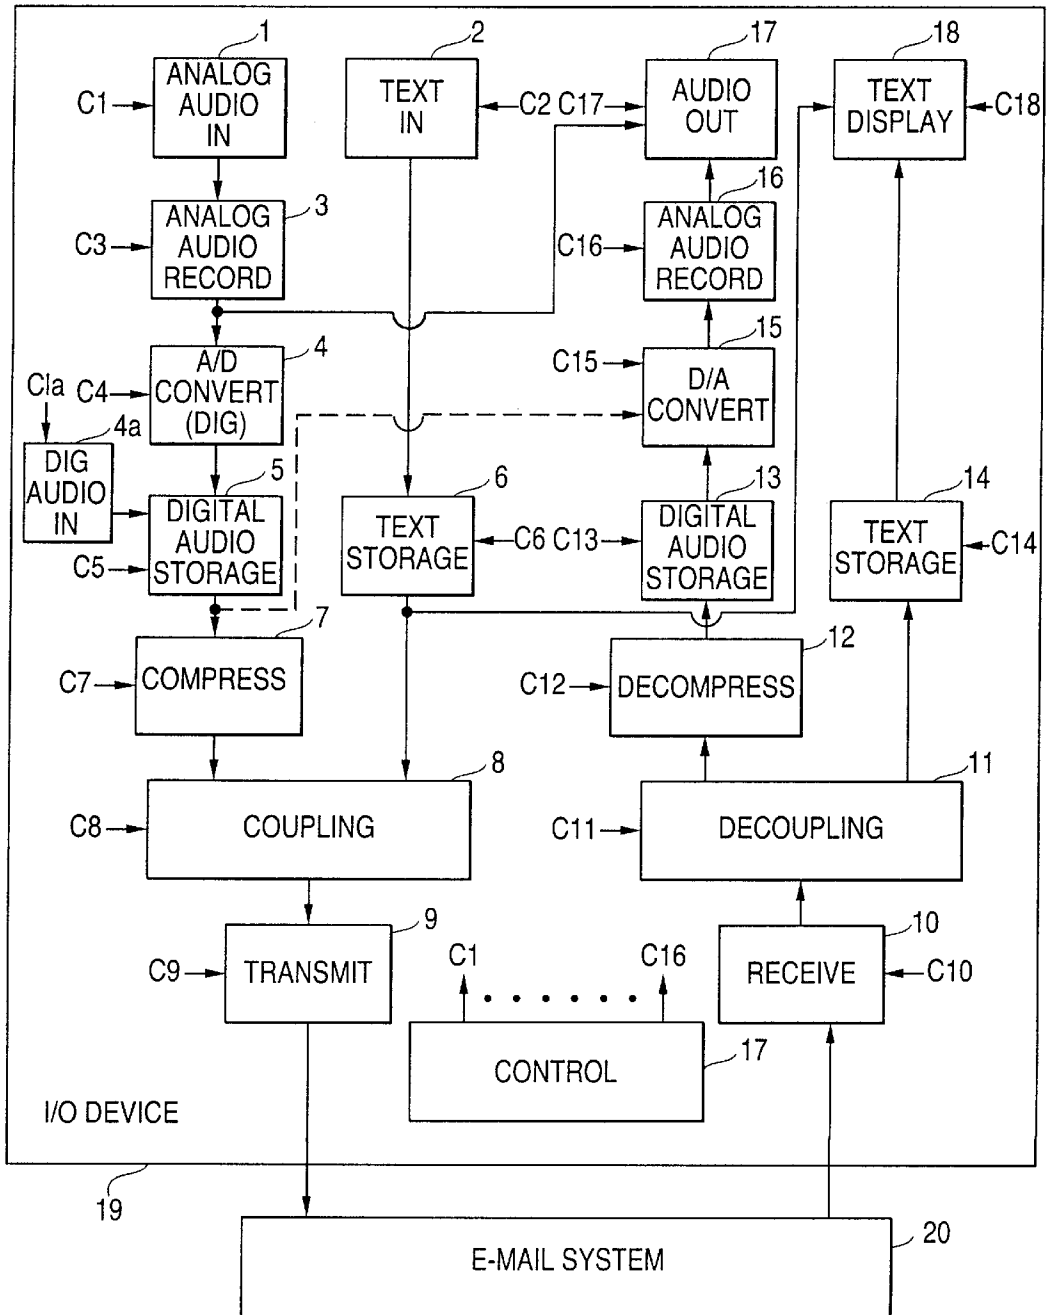 1
2
17
18
ANALOG
AUDIO
IN
C1
TEXT
IN
C2
C17
AUDIO
OUT
TEXT
DISPLAY
C18
3
16
ANALOG
AUDIO
RECORD
C3
C16
ANALOG
AUDIO
RECORD
4
15
A/D
CONVERT
(DIG)
CIa
C4
C15
D/A
CONVERT
4a
DIG
AUDIO
IN
5
6
13
14
DIGITAL
AUDIO
STORAGE
C5
TEXT
STORAGE
C6
C13
DIGITAL
AUDIO
STORAGE
TEXT
STORAGE
C14
7
12
C7
COMPRESS
C12
DECOMPRESS
8
11
C8
COUPLING
C11
DECOUPLING
9
10
C9
TRANSMIT
C1
C16
RECEIVE
C10
CONTROL
17
I/O DEVICE
19
20
E-MAIL SYSTEM